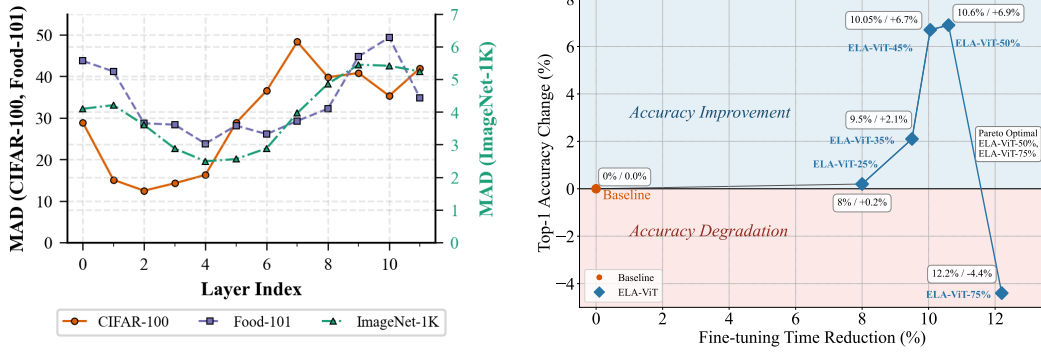 MAD (CIFAR-100, Food-101)
50
40
30
20
10
0
7
6
5
4
3
2
1
0
MAD (ImageNet-1K)
0
2
4
6
8
10
Layer Index
CIFAR-100
Food-101
ImageNet-1K
Top-1 Accuracy Change (%)
8
6
4
2
0
−2
−4
10.05% / +6.7%
10.6% / +6.9%
ELA-ViT-45%
ELA-ViT-50%
Accuracy Improvement
9.5% / +2.1%
ELA-ViT-35%
Pareto Optimal
ELA-ViT-50%,
ELA-ViT-75%
ELA-ViT-25%
0% / 0.0%
Baseline
8% / +0.2%
Accuracy Degradation
12.2% / -4.4%
ELA-ViT-75%
Baseline
ELA-ViT
0
2
4
6
8
10
12
Fine-tuning Time Reduction (%)